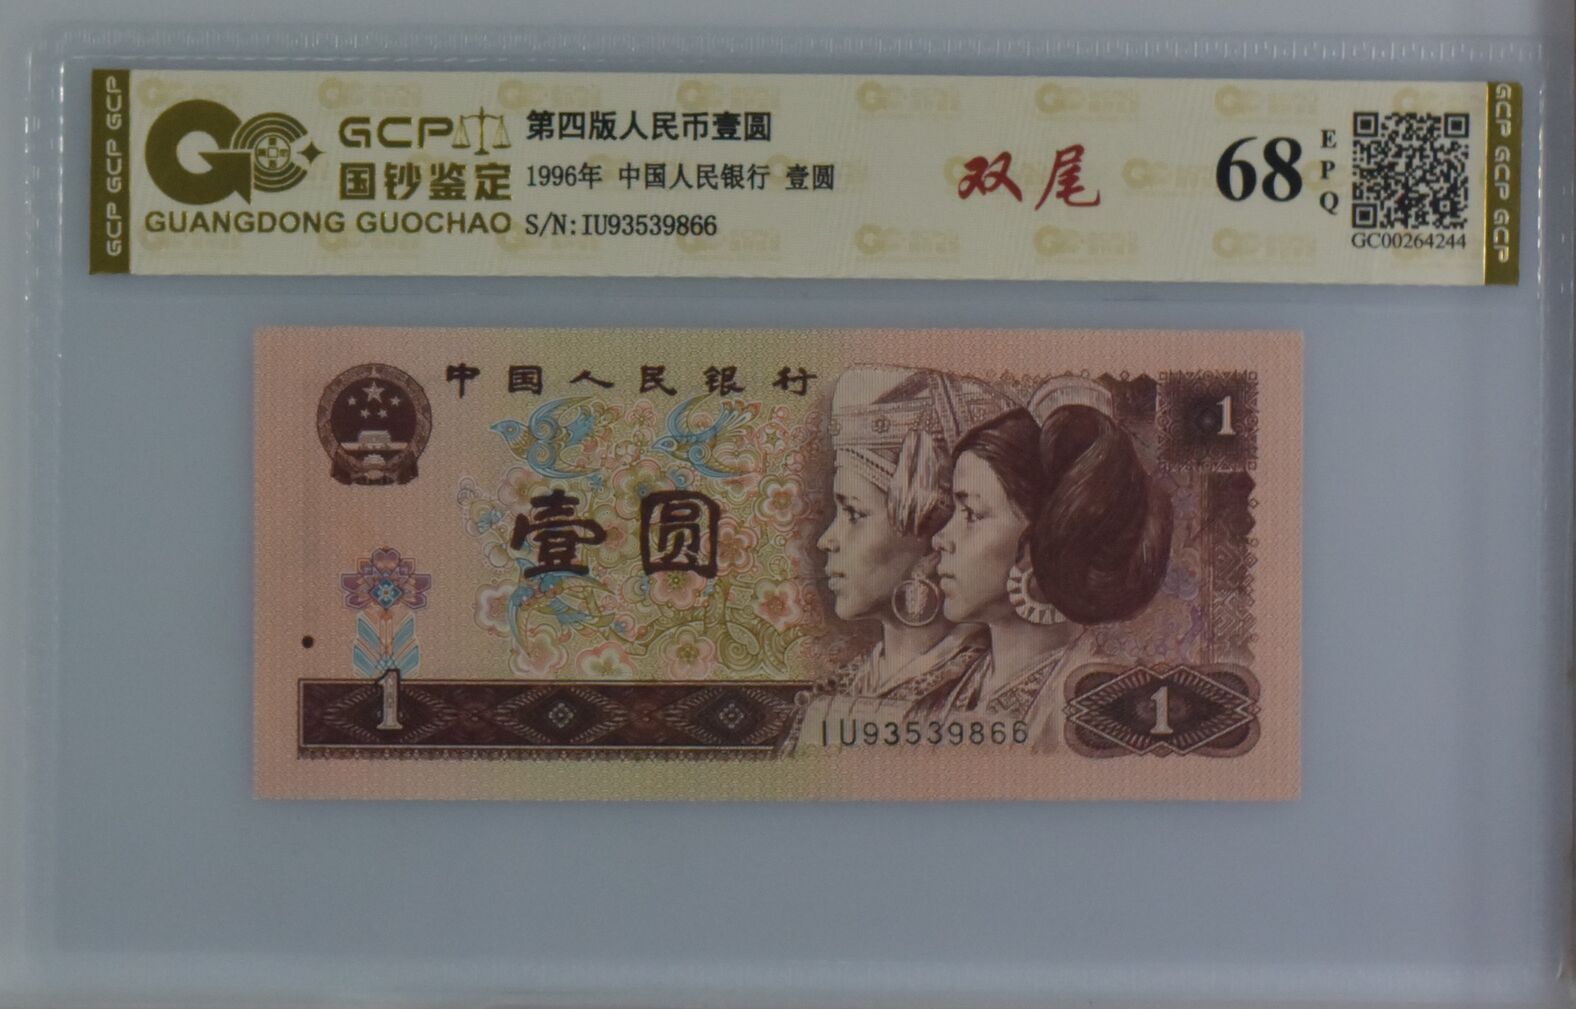 GCP GCP GCP
GCP
国钞鉴定
GUANGDONG GUOCHAO
第四版人民币壹圆
1996年 中国人民银行 壹圆
S/N:IU93539866
双尾
68
EPQ
GC00264244
GCP GCP GCP
中国人民银行
1
壹圆
1
IU93539866
1